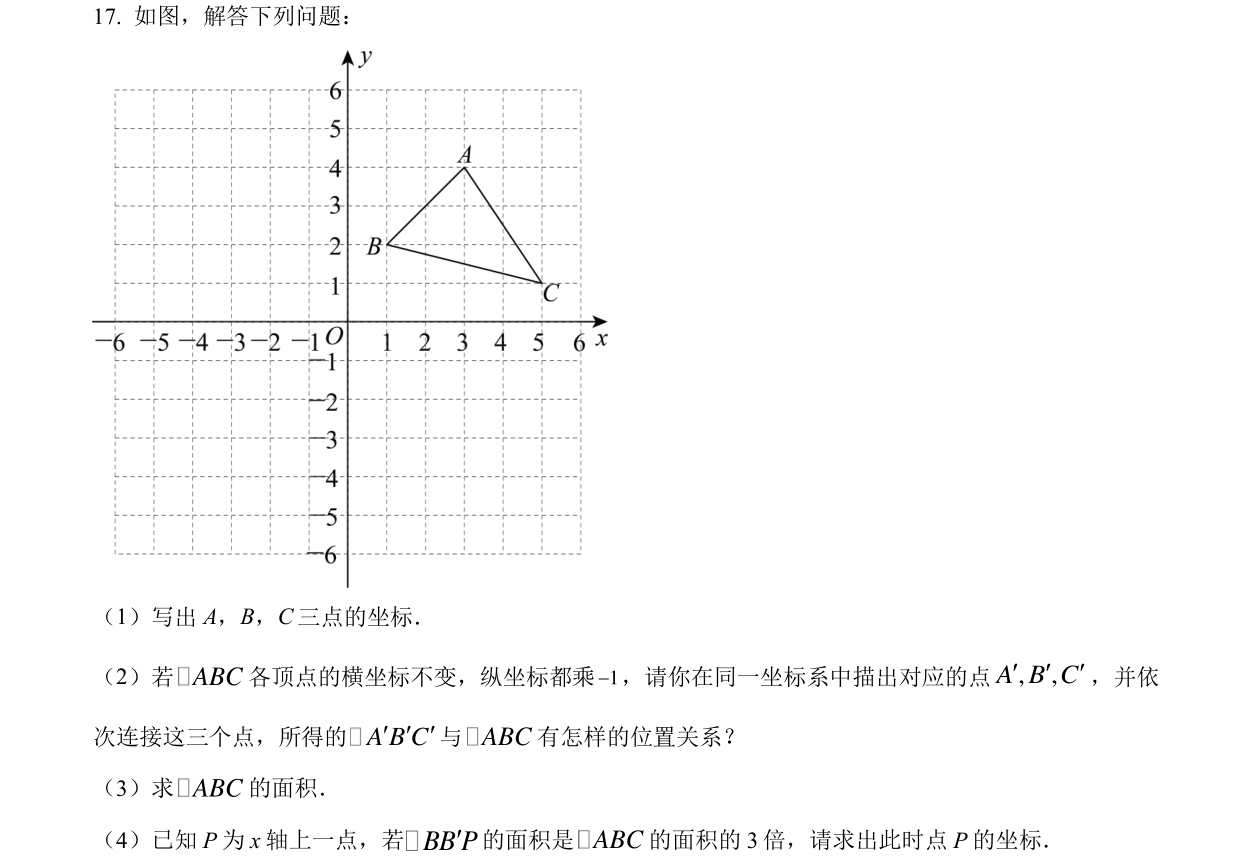 17. 如图，解答下列问题：
y
6
5
A
4
3
B
2
1
C
−6 −5 −4 −3 −2 −1 O 1 2 3 4 5 6 x
−1
−2
−3
−4
−5
−6
（1）写出 A，B，C 三点的坐标．
（2）若□ABC 各顶点的横坐标不变，纵坐标都乘−1，请你在同一坐标系中描出对应的点 A′,B′,C′，并依
次连接这三个点，所得的□A′B′C′ 与□ABC 有怎样的位置关系？
（3）求□ABC 的面积．
（4）已知 P 为 x 轴上一点，若□BB′P 的面积是□ABC 的面积的 3 倍，请求出此时点 P 的坐标．